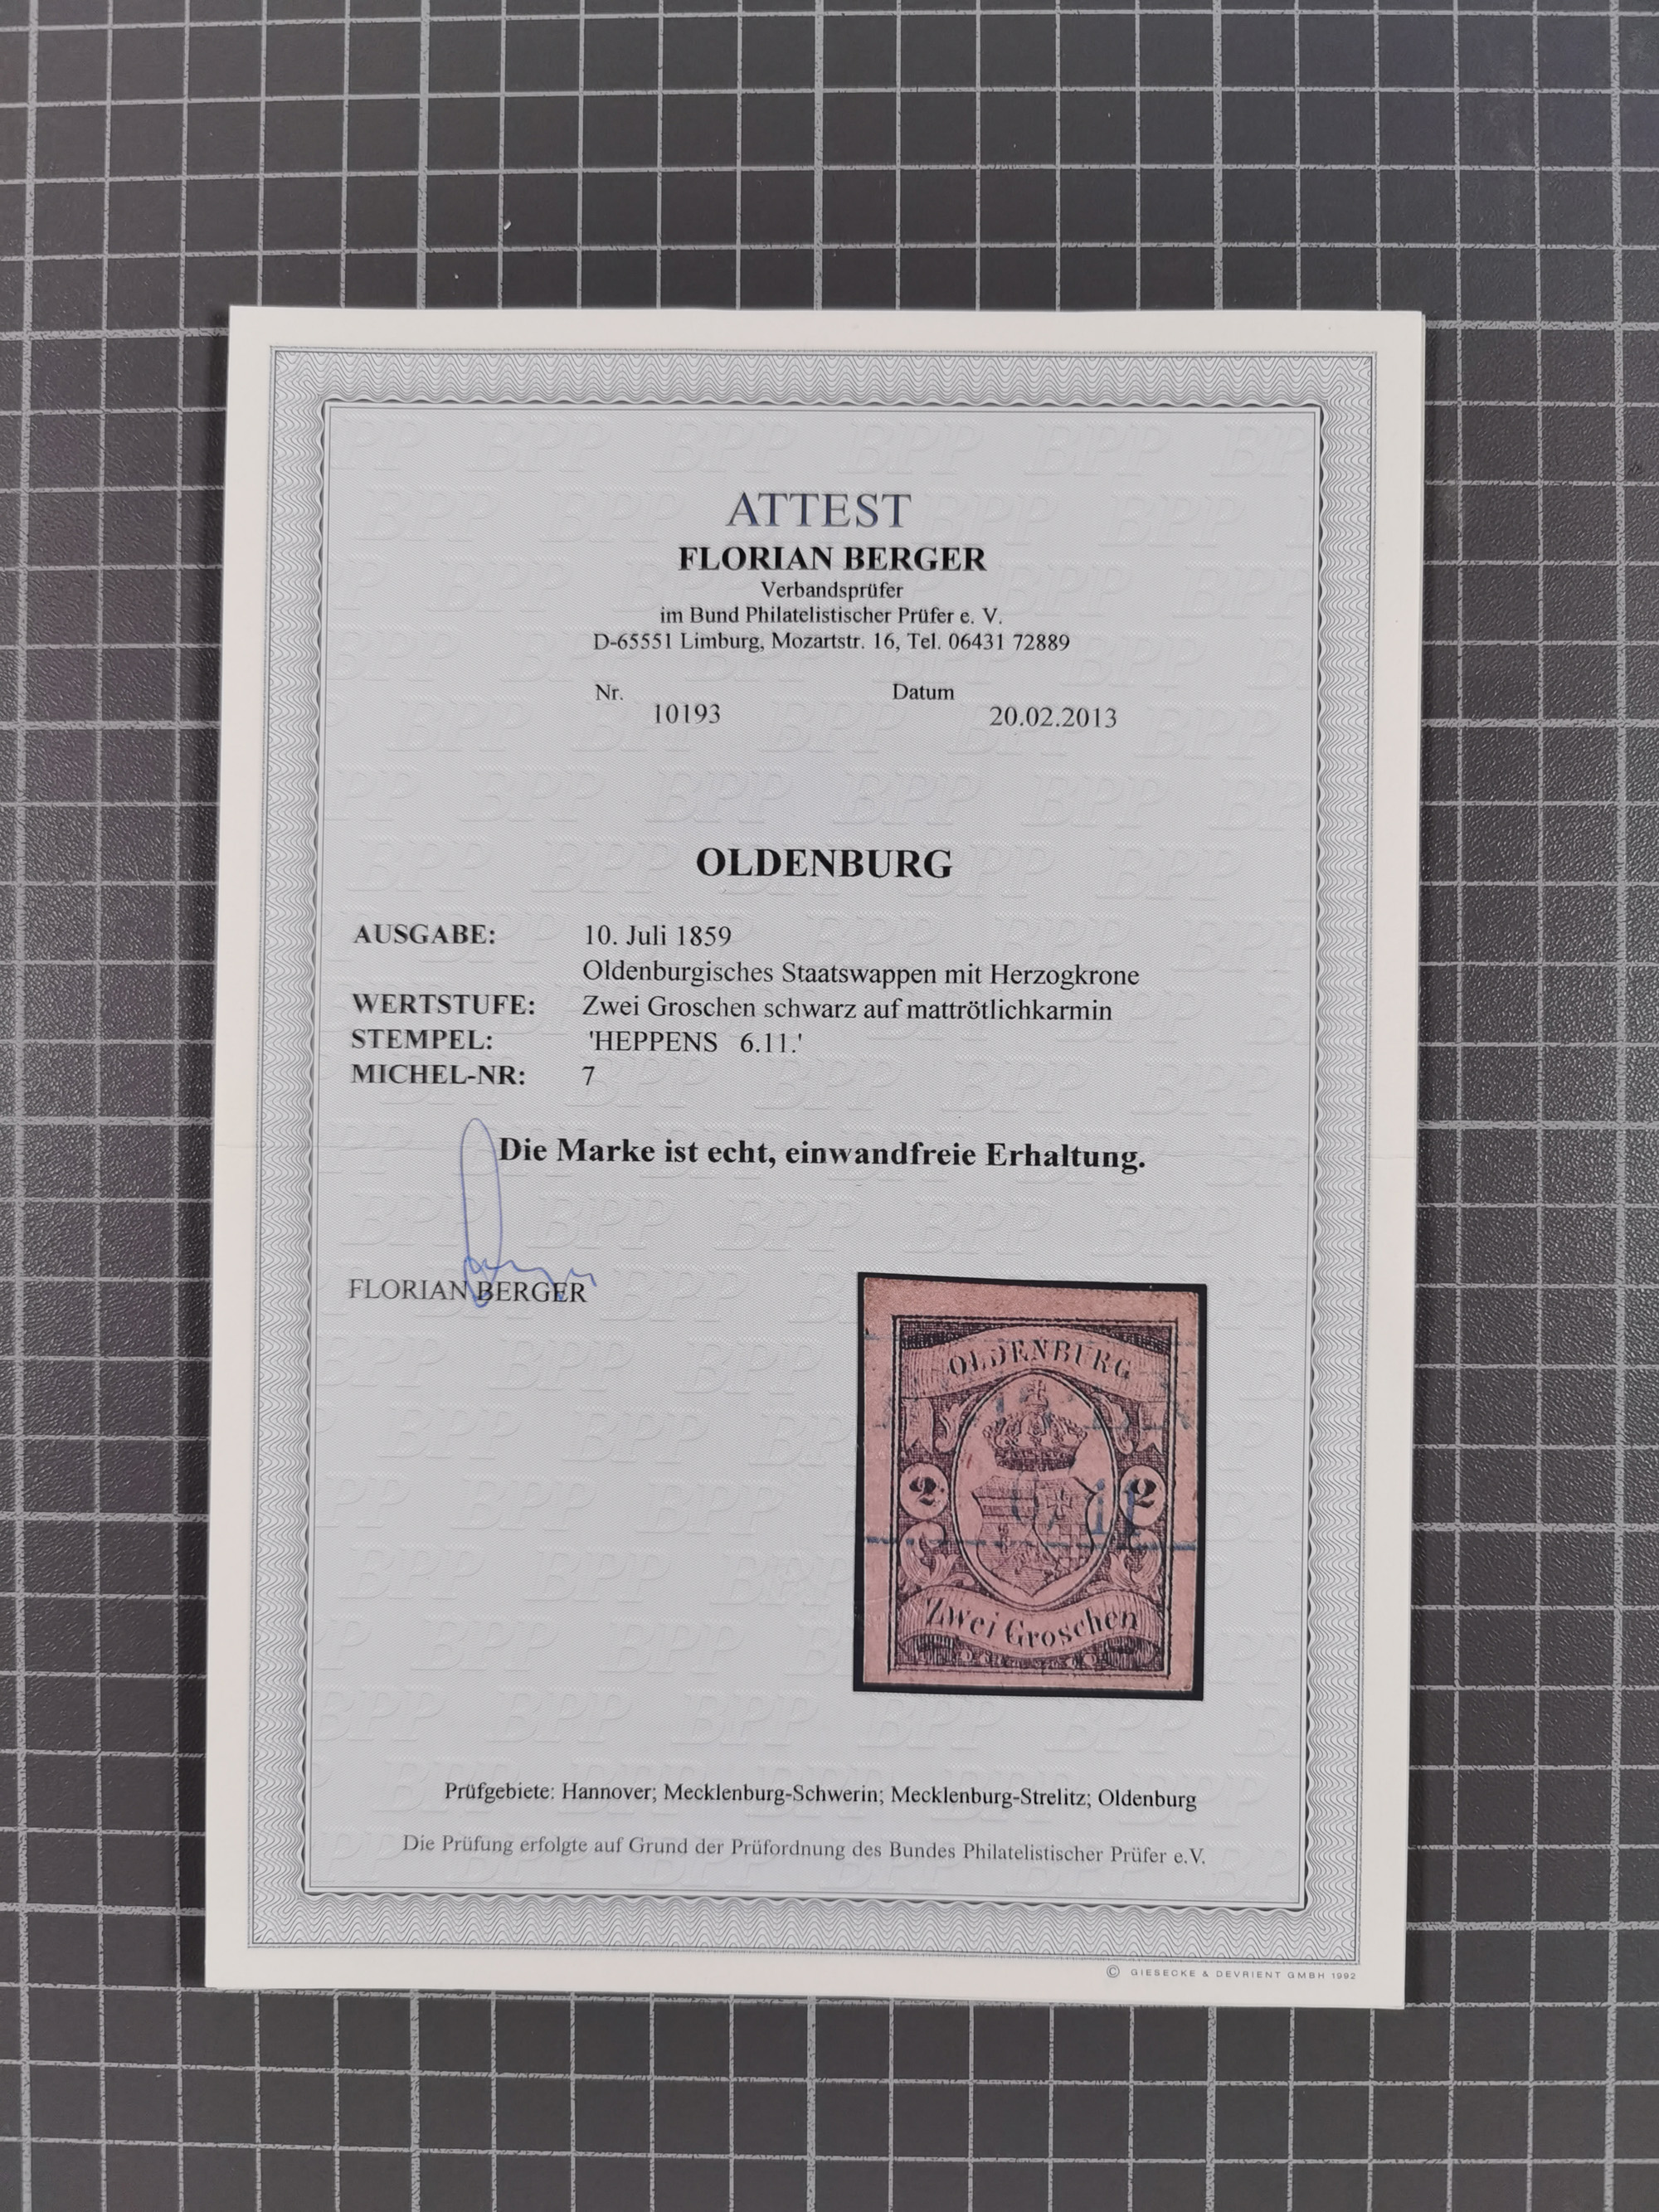 ATTEST
FLORIAN BERGER
Verbandsprüfer
im Bund Philatelistischer Prüfer e. V.
D-65551 Limburg, Mozartstr. 16, Tel. 06431 72889
Nr. Datum
10193 20.02.2013
OLDENBURG
AUSGABE: 10. Juli 1859
Oldenburgisches Staatswappen mit Herzogkrone
WERTSTUFE: Zwei Groschen schwarz auf mattrötlichkarmin
STEMPEL: 'HEPPENS 6.11.'
MICHEL-NR: 7
Die Marke ist echt, einwandfreie Erhaltung.
FLORIAN BERGER
OLDENBURG
2 2
Zwei Groschen
Prüfgebiete: Hannover; Mecklenburg-Schwerin; Mecklenburg-Strelitz; Oldenburg
Die Prüfung erfolgte auf Grund der Prüfordnung des Bundes Philatelistischer Prüfer e.V.
© GIESECKE & DEVRIENT GMBH 1992